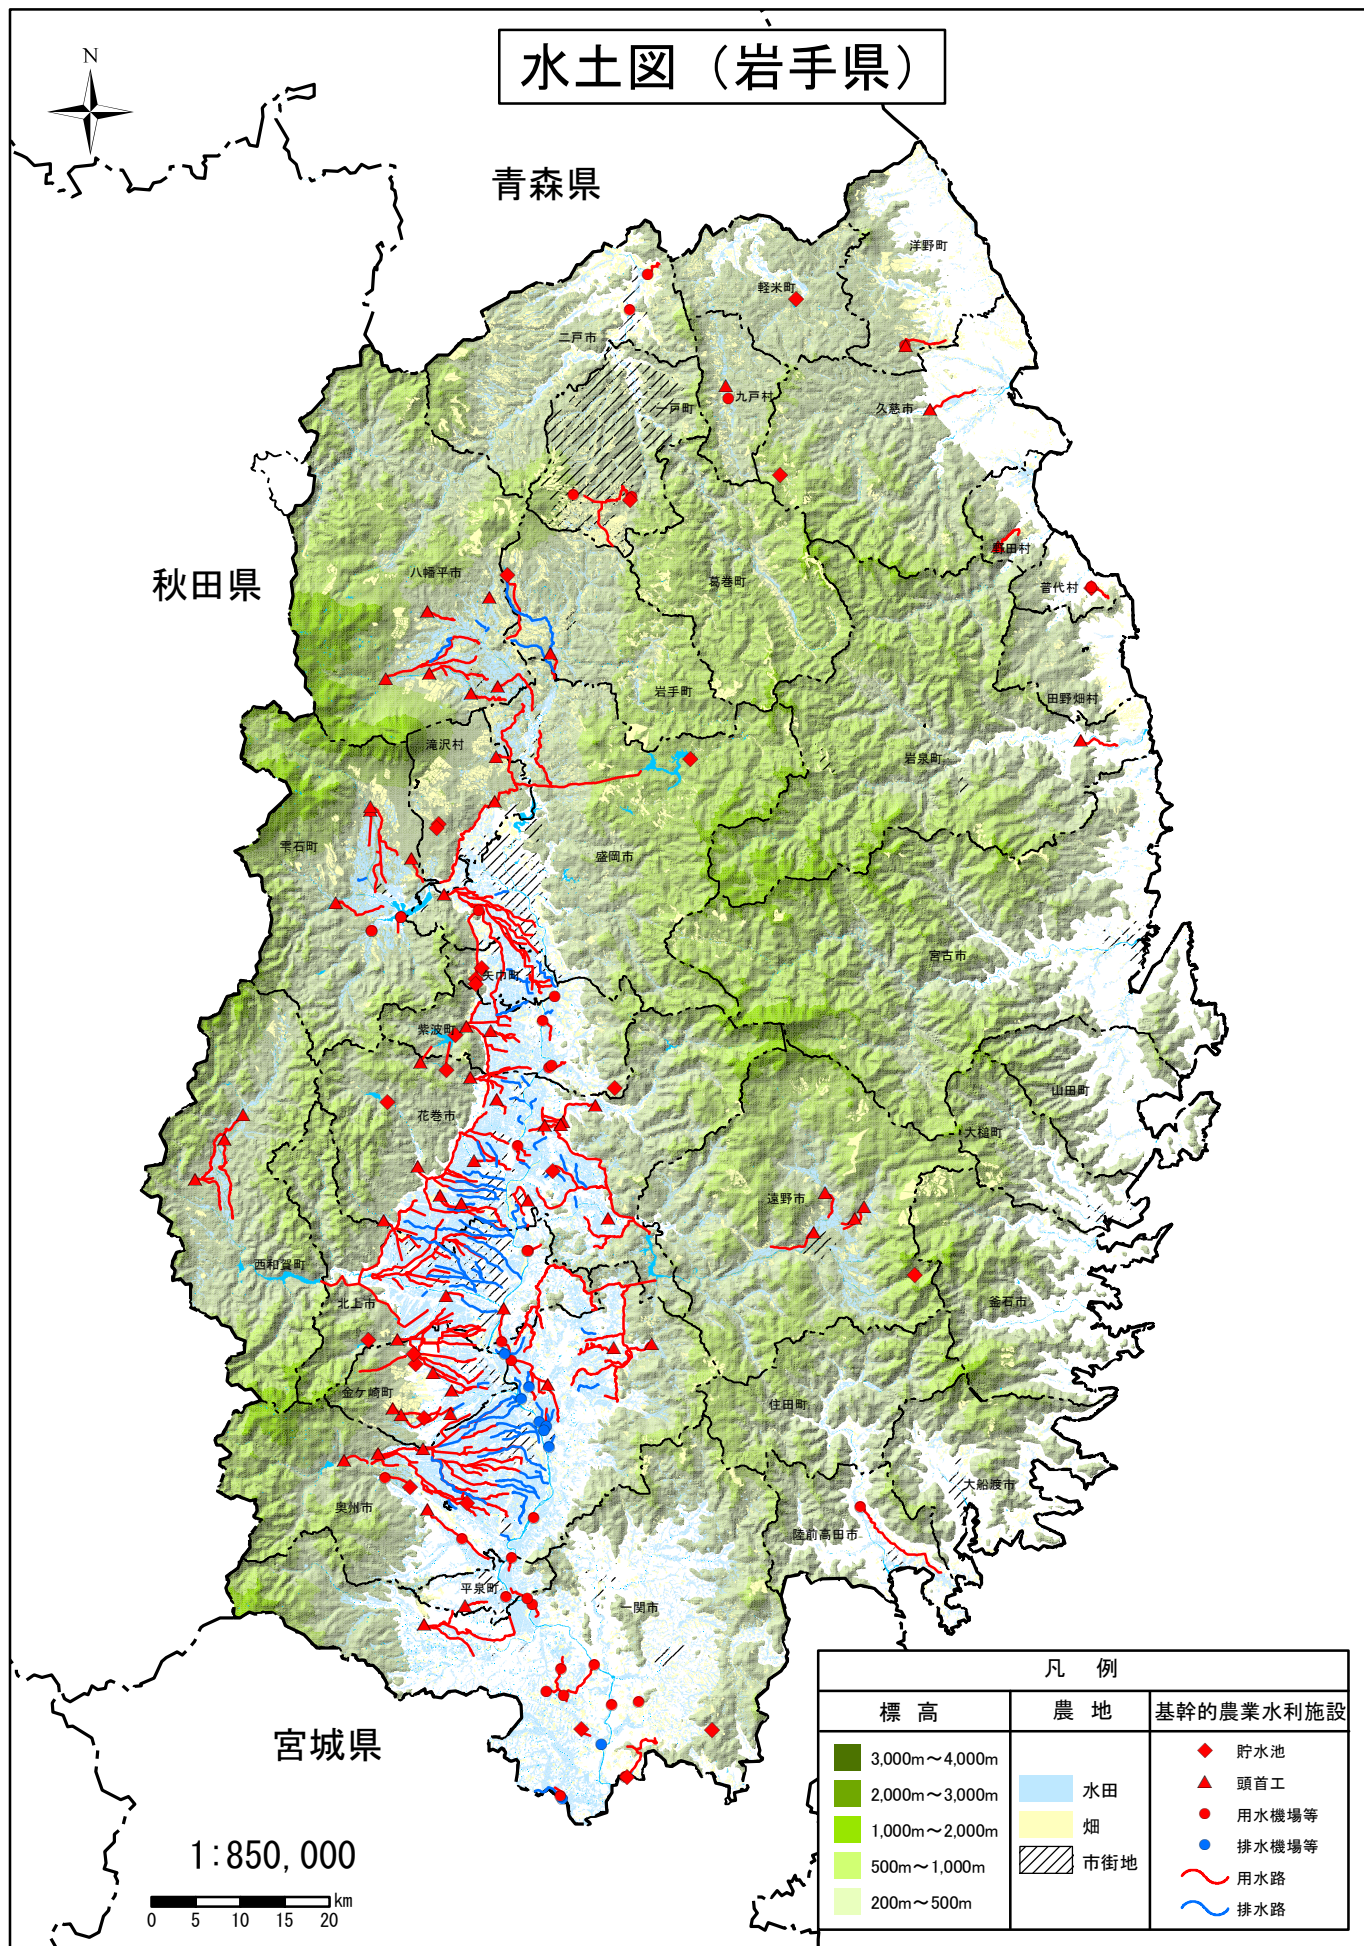 水土図（岩手県）
N
青森県
秋田県
宮城県
洋野町
軽米町
二戸市
一戸町
九戸村
久慈市
野田村
普代村
八幡平市
葛巻町
岩手町
田野畑村
滝沢村
岩泉町
雫石町
盛岡市
宮古市
矢巾町
紫波町
山田町
花巻市
大槌町
遠野市
西和賀町
北上市
釜石市
金ケ崎町
住田町
大船渡市
奥州市
陸前高田市
平泉町
一関市
1:850,000
km
0 5 10 15 20
凡 例
標 高 農 地 基幹的農業水利施設
3,000m～4,000m
2,000m～3,000m
1,000m～2,000m
500m～1,000m
200m～500m
水田
畑
市街地
貯水池
頭首工
用水機場等
排水機場等
用水路
排水路